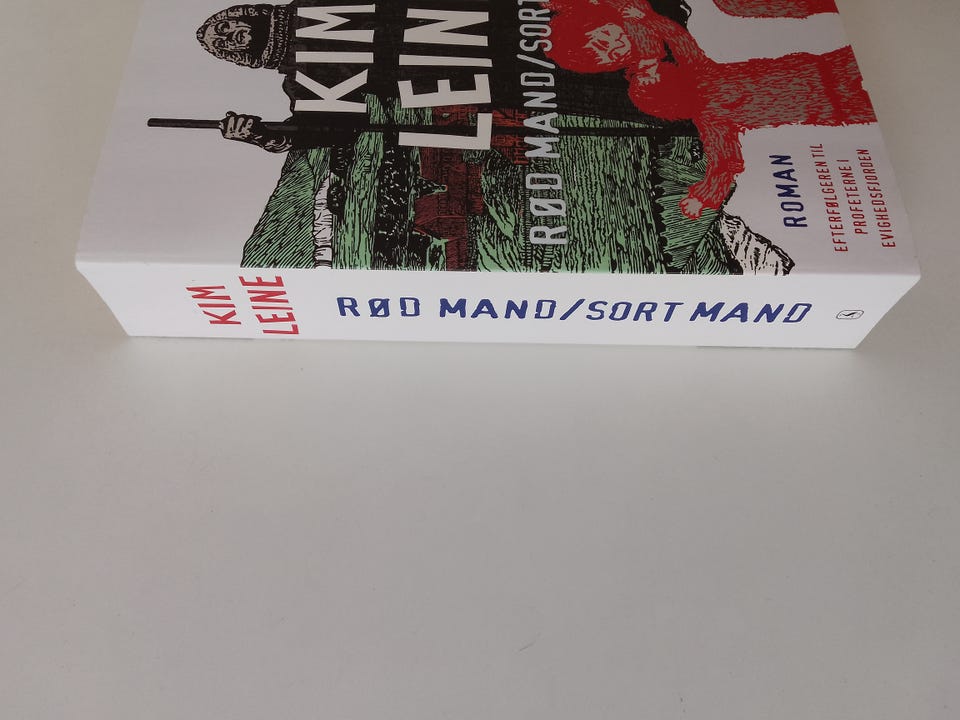 KIM
LEINE
RØD MAND/SORT
ROMAN
EFTERFØLGEREN TIL
PROFETERNE I
EVIGHEDSFJORDEN
KIM
LEINE
RØD MAND/SORT MAND